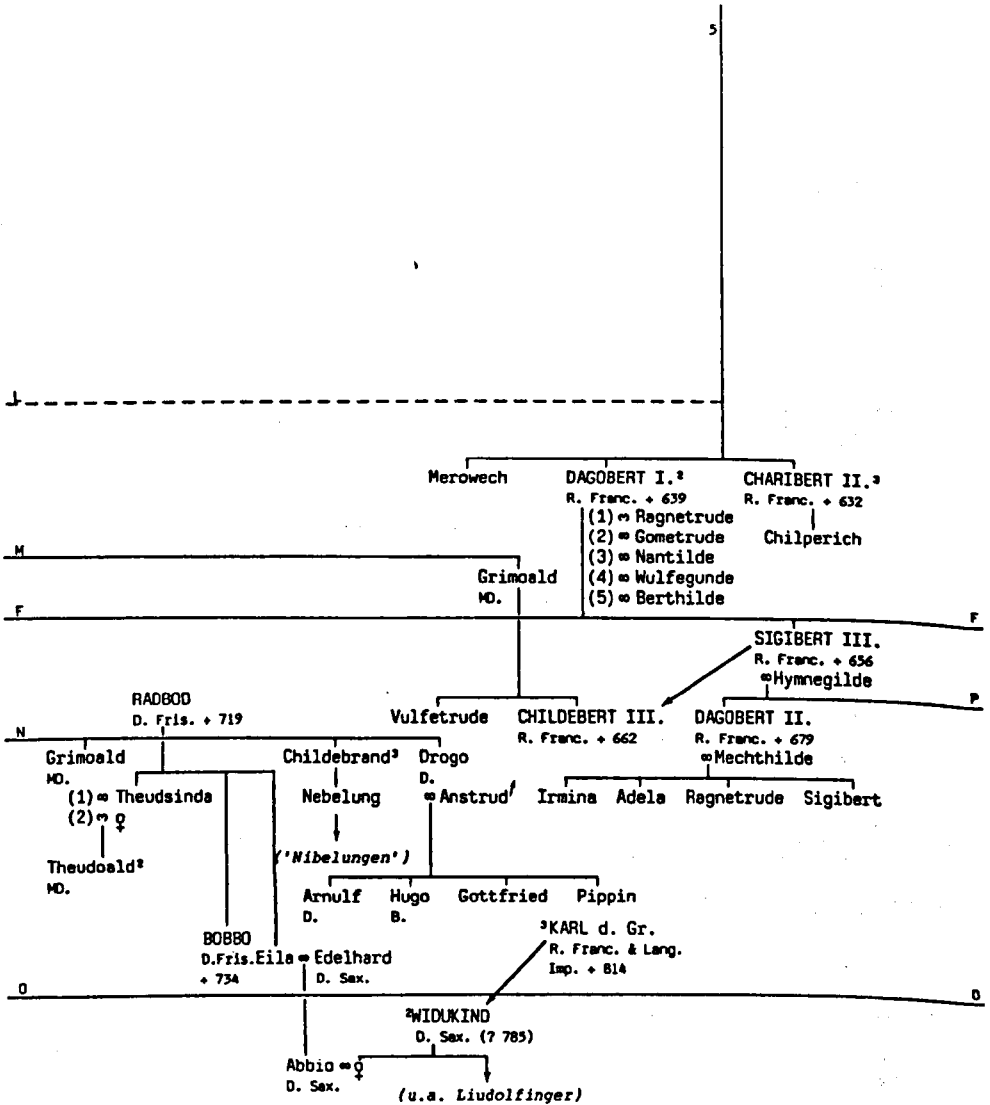 5
L
Merowech DAGOBERT I.² CHARIBERT II.³
R. Franc. + 639 R. Franc. + 632
(1) ∾ Ragnetrude
(2) ∞ Gometrude Chilperich
M
(3) ∞ Nantilde
Grimoald (4) ∞ Wulfegunde
MD. (5) ∞ Berthilde
F F
SIGIBERT III.
R. Franc. + 656
∞ Hymnegilde
RADBOD P
D. Fris. + 719 Vulfetrude CHILDEBERT III. DAGOBERT II.
N R. Franc. + 662 R. Franc. + 679
Grimoald Childebrand³ Drogo ∞ Mechthilde
MD. D.
(1) ∞ Theudsinda Nebelung ∞ Anstrud Irmina Adela Ragnetrude Sigibert
(2) ∾ ♀
('Nibelungen')
Theudoald²
MD.
Arnulf Hugo Gottfried Pippin
D. B.
³KARL d. Gr.
BOBBO R. Franc. & Lang.
D.Fris. Eila ∞ Edelhard Imp. + 814
+ 734 D. Sax.
O O
²WIDUKIND
D. Sax. (? 785)
Abbio ∞ ♀
D. Sax.
(u.a. Liudolfinger)